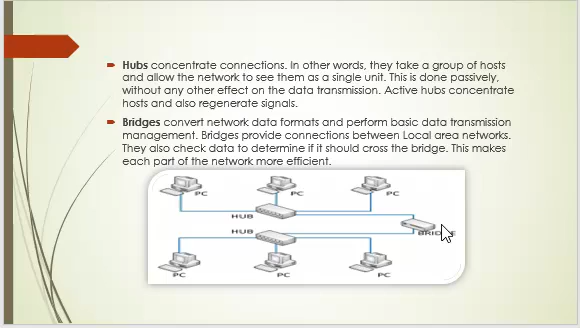 Hubs concentrate connections. In other words, they take a group of hosts
and allow the network to see them as a single unit. This is done passively,
without any other effect on the data transmission. Active hubs concentrate
hosts and also regenerate signals.
Bridges convert network data formats and perform basic data transmission
management. Bridges provide connections between Local area networks.
They also check data to determine if it should cross the bridge. This makes
each part of the network more efficient.
PC PC PC
HUB
HUB
PC PC PC